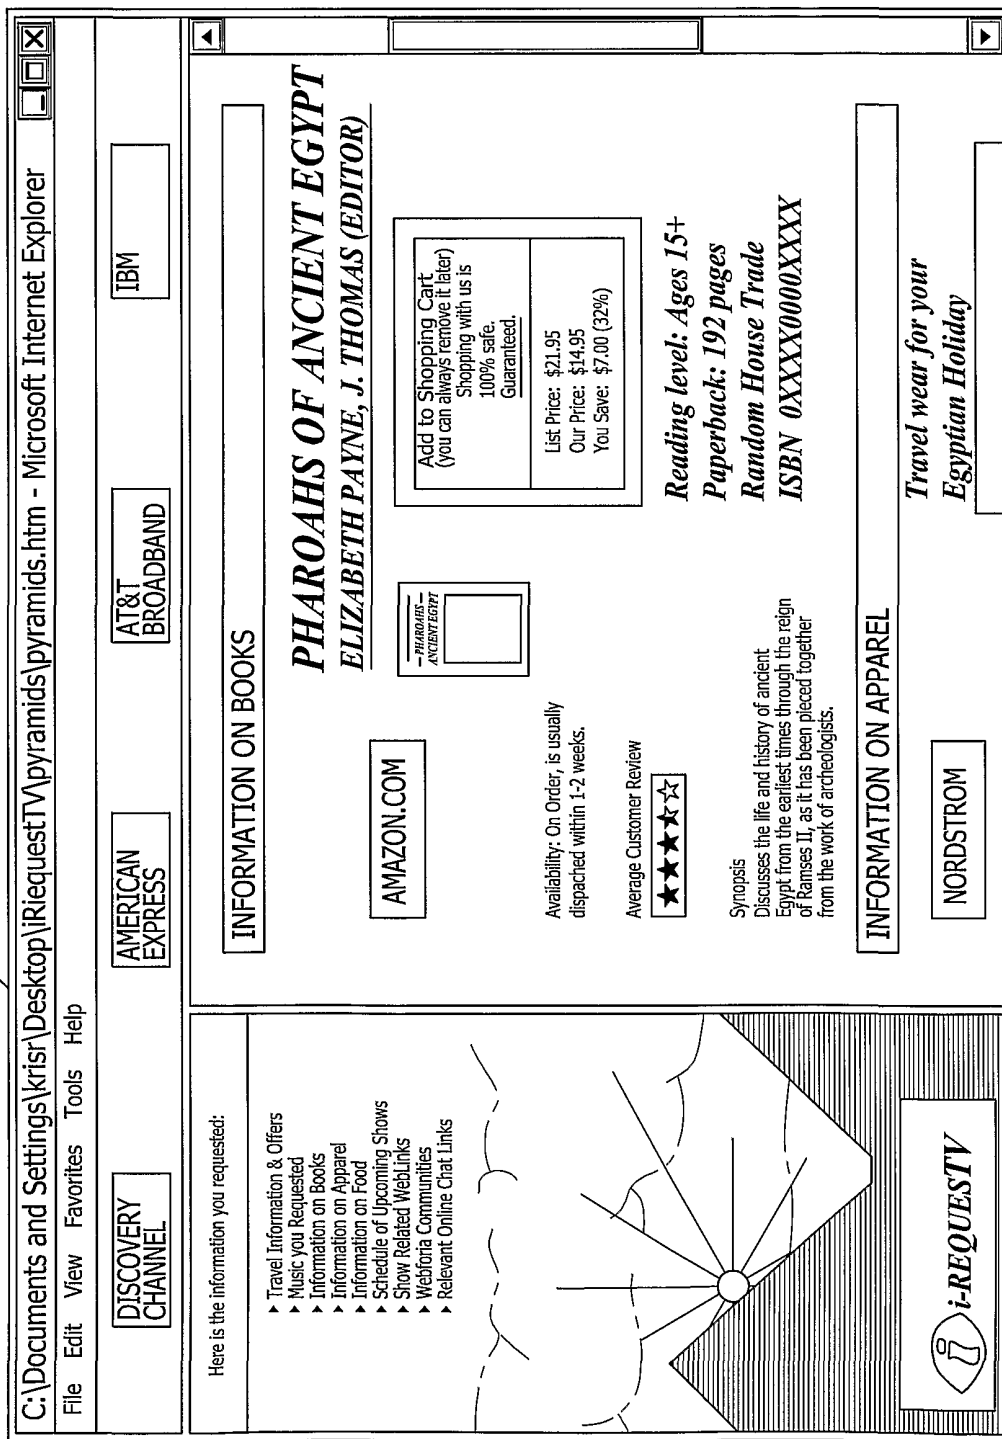 C:\Documents and Settings\krisr\Desktop\iRiequestTV\pyramids\pyramids.htm - Microsoft Internet Explorer
File Edit View Favorites Tools Help
DISCOVERY
CHANNEL
AMERICAN
EXPRESS
AT&T
BROADBAND
IBM
Here is the information you requested:
Travel Information & Offers
Music you Requested
Information on Books
Information on Apparel
Information on Food
Schedule of Upcoming Shows
Show Related WebLinks
Webforia Communities
Relevant Online Chat Links
i
i-REQUESTV
INFORMATION ON BOOKS
PHAROAHS OF ANCIENT EGYPT
ELIZABETH PAYNE, J. THOMAS (EDITOR)
AMAZON.COM
PHAROAHS
ANCIENT EGYPT
Add to Shopping Cart
(you can always remove it later)
Shopping with us is
100% safe.
Guaranteed.
List Price: $21.95
Our Price: $14.95
You Save: $7.00 (32%)
Availability: On Order, is usually
dispached within 1-2 weeks.
Average Customer Review
Reading level: Ages 15+
Paperback: 192 pages
Random House Trade
ISBN 0XXXX0000XXXX
Synopsis
Discusses the life and history of ancient
Egypt from the earliest times through the reign
of Ramses II, as it has been pieced together
from the work of archeologists.
INFORMATION ON APPAREL
NORDSTROM
Travel wear for your
Egyptian Holiday